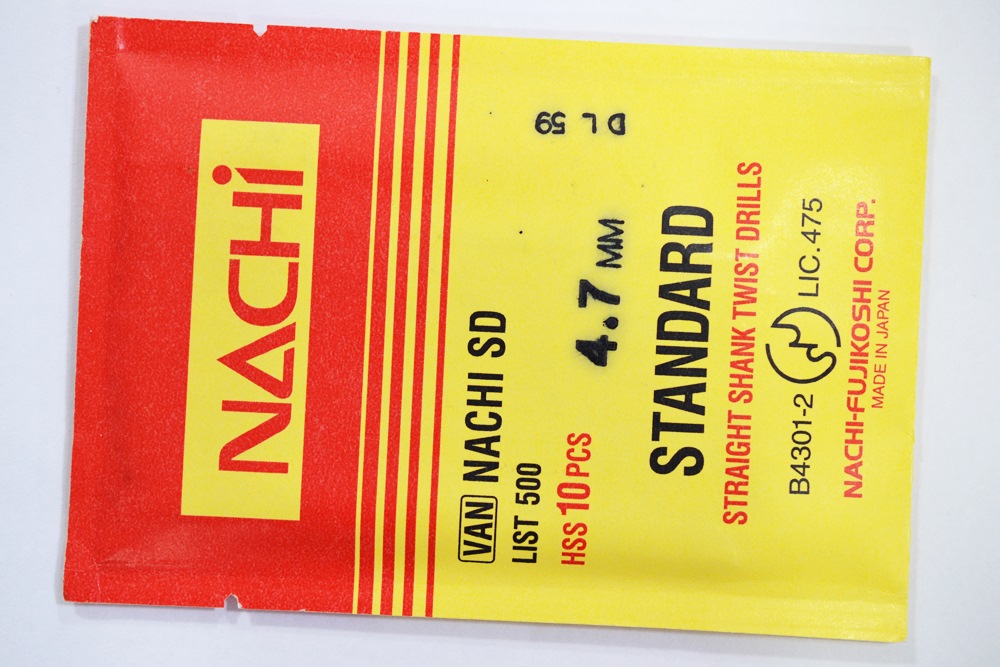 NACHi
VAN NACHI SD
LIST 500
HSS 10 PCS
4.7 MM
DL 59
STANDARD
STRAIGHT SHANK TWIST DRILLS
B4301-2 LIC.475
NACHI-FUJIKOSHI CORP.
MADE IN JAPAN